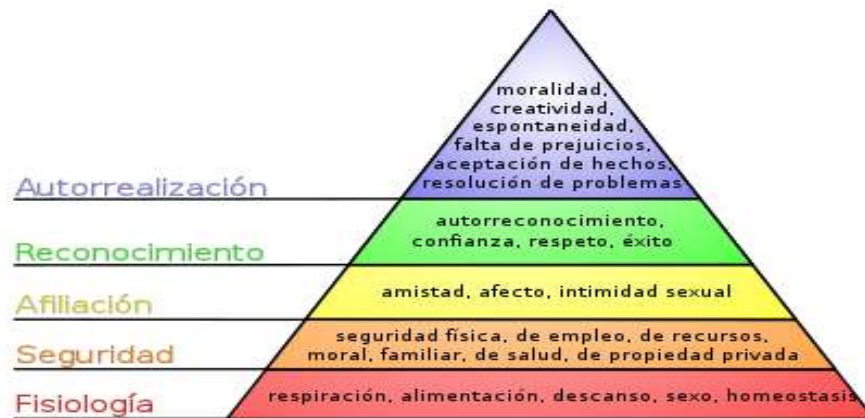 moralidad,
creatividad,
espontaneidad,
falta de prejuicios,
aceptación de hechos,
resolución de problemas
Autorrealización
autorreconocimiento,
confianza, respeto, éxito
Reconocimiento
amistad, afecto, intimidad sexual
Afiliación
seguridad física, de empleo, de recursos,
moral, familiar, de salud, de propiedad privada
Seguridad
respiración, alimentación, descanso, sexo, homeostasis
Fisiología